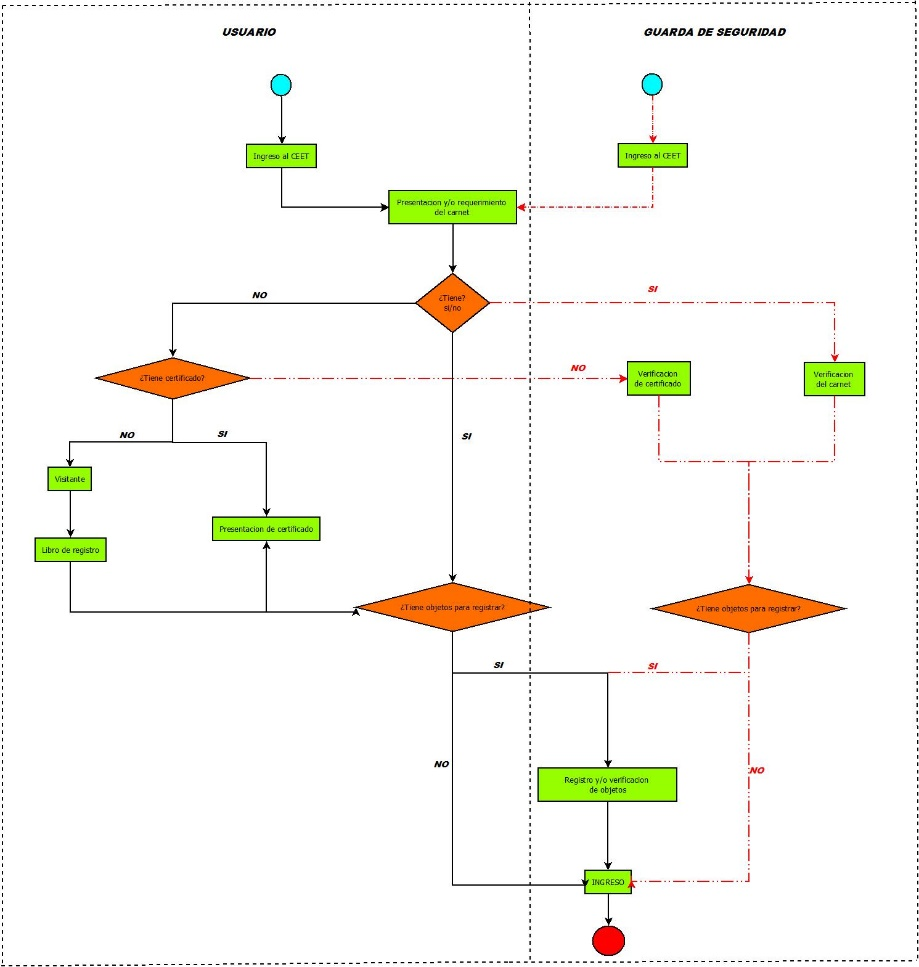 USUARIO
GUARDA DE SEGURIDAD
Ingreso al CEET
Ingreso al CEET
Presentacion y/o requerimiento
del carnet
¿Tiene?
si/no
NO
SI
¿Tiene certificado?
NO
Verificacion
de certificado
Verificacion
del carnet
NO
SI
SI
Visitante
Presentacion de certificado
Libro de registro
¿Tiene objetos para registrar?
¿Tiene objetos para registrar?
SI
SI
NO
NO
Registro y/o verificacion
de objetos
INGRESO